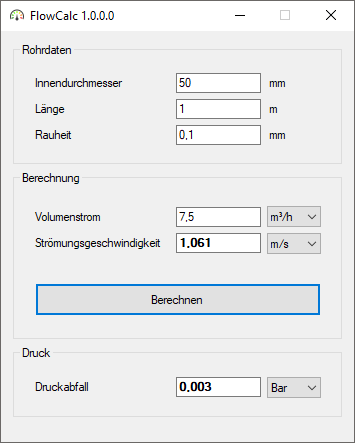 FlowCalc 1.0.0.0
Rohrdaten
Innendurchmesser 50 mm
Länge 1 m
Rauheit 0,1 mm
Berechnung
Volumenstrom 7,5 m³/h
Strömungsgeschwindigkeit 1,061 m/s
Berechnen
Druck
Druckabfall 0,003 Bar